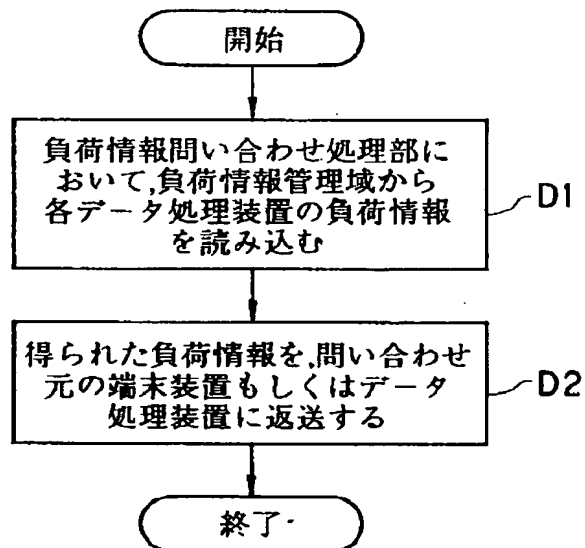 開始
負荷情報問い合わせ処理部に
おいて,負荷情報管理域から
各データ処理装置の負荷情報
を読み込む
D1
得られた負荷情報を,問い合わせ
元の端末装置もしくはデータ
処理装置に返送する
D2
終了